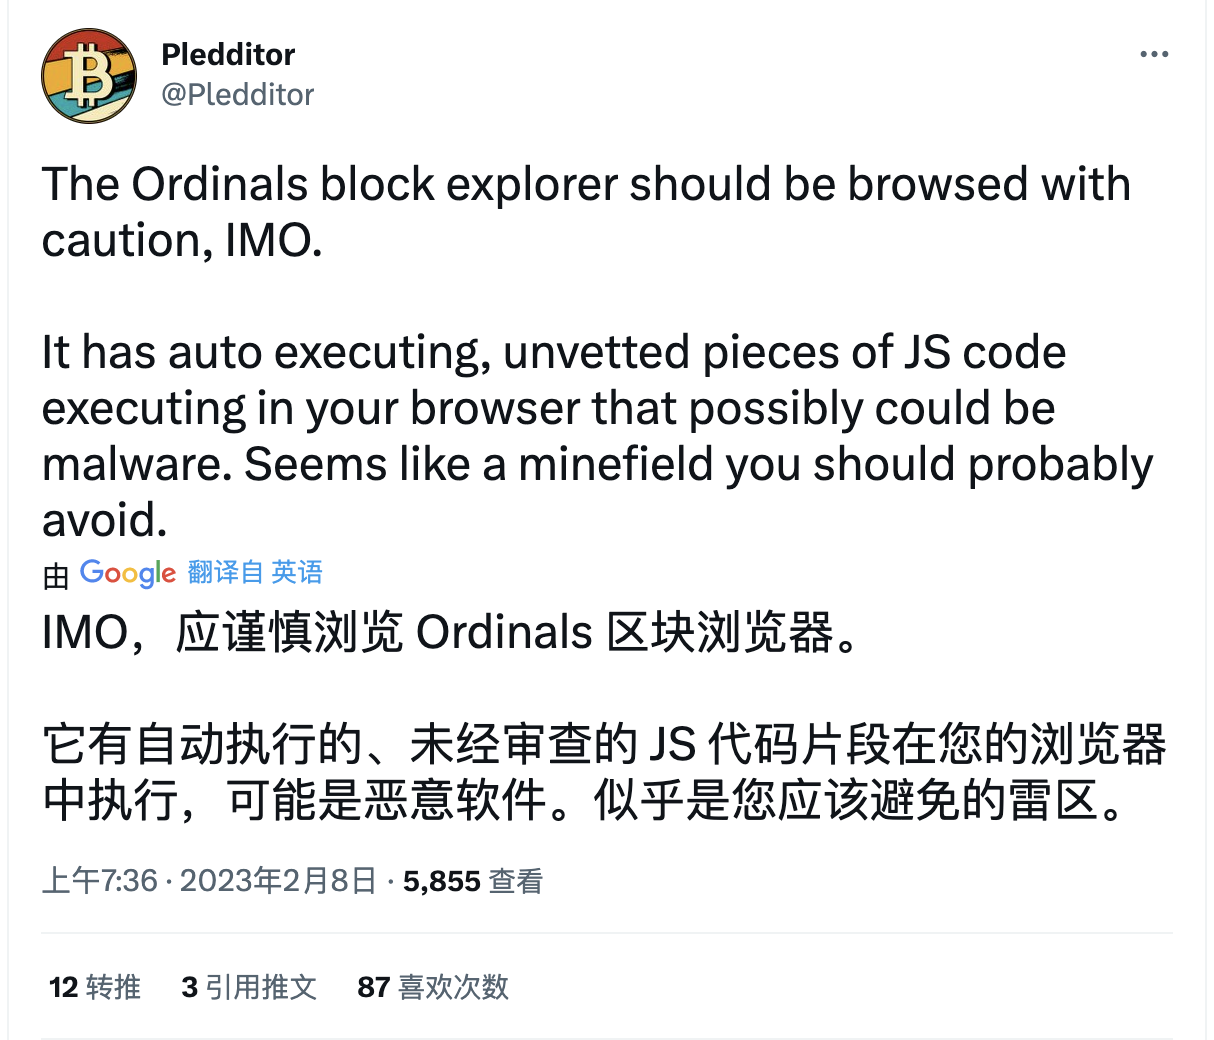 Pledditor
@Pledditor
The Ordinals block explorer should be browsed with
caution, IMO.
It has auto executing, unvetted pieces of JS code
executing in your browser that possibly could be
malware. Seems like a minefield you should probably
avoid.
由 Google 翻译自 英语
IMO，应谨慎浏览 Ordinals 区块浏览器。
它有自动执行的、未经审查的 JS 代码片段在您的浏览器
中执行，可能是恶意软件。似乎是您应该避免的雷区。
上午7:36 · 2023年2月8日 · 5,855 查看
12 转推 3 引用推文 87 喜欢次数